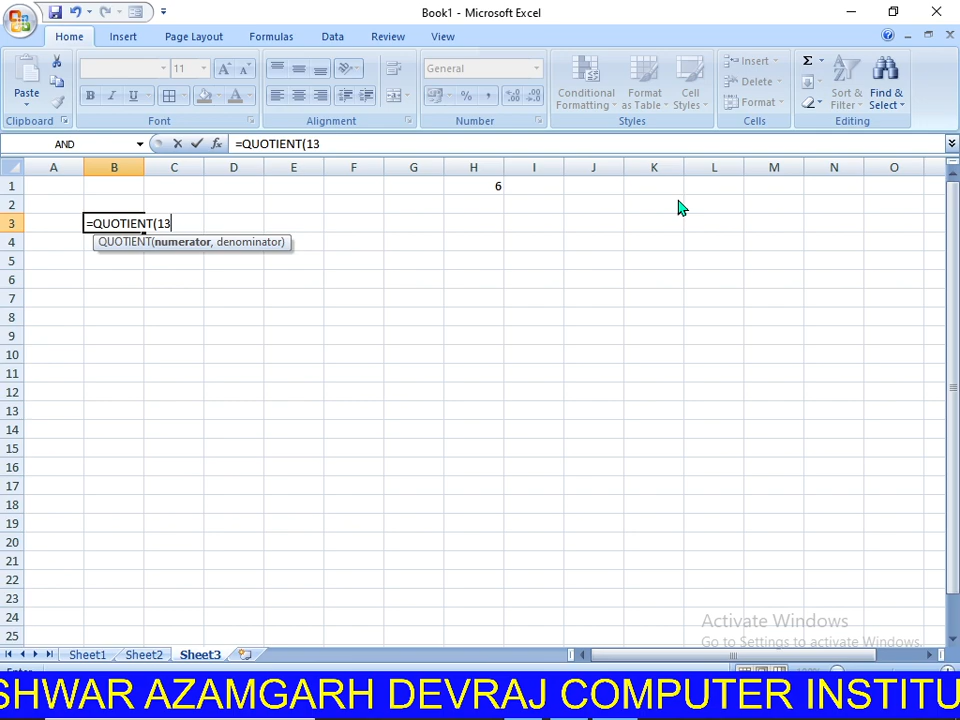 Book1 - Microsoft Excel
Home Insert Page Layout Formulas Data Review View
Paste
11
A A
B I U
General
% ,
Conditional Formatting
Format as Table
Cell Styles
Insert
Delete
Format
Σ
Sort & Filter
Find & Select
Clipboard Font Alignment Number Styles Cells Editing
AND
fx
=QUOTIENT(13
A B C D E F G H I J K L M N O
1 6
2
3 =QUOTIENT(13
QUOTIENT(numerator, denominator)
4
5
6
7
8
9
10
11
12
13
14
15
16
17
18
19
20
21
22
23
24
25
Activate Windows
Go to Settings to activate Windows.
Sheet1 Sheet2 Sheet3
SHWAR AZAMGARH DEVRAJ COMPUTER INSTITU